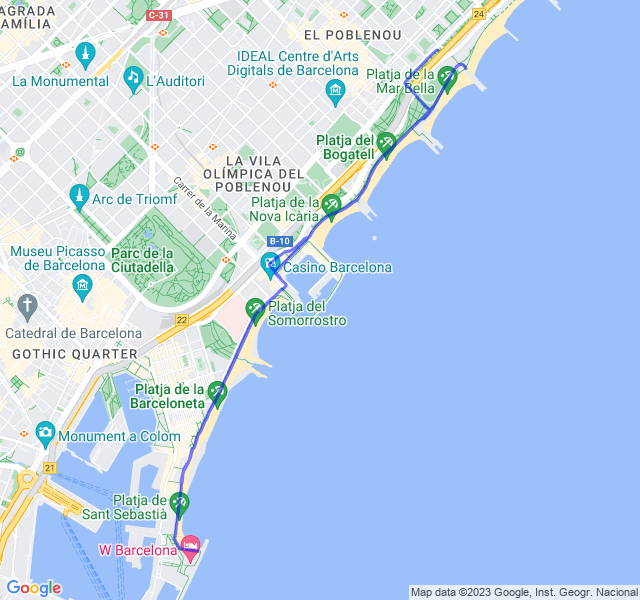 AGRADA
FAMÍLIA
C-31
24
EL POBLENOU
La Monumental
L'Auditori
IDEAL Centre d'Arts
Digitals de Barcelona
Platja de la
Mar Bella
Platja del
Bogatell
LA VILA
OLÍMPICA DEL
POBLENOU
Arc de Triomf
Carrer de la Marina
Platja de la
Nova Icària
B-10
Museu Picasso
de Barcelona
Parc de la
Ciutadella
Casino Barcelona
Catedral de Barcelona
22
Platja del
Somorrostro
GOTHIC QUARTER
Platja de la
Barceloneta
Monument a Colom
21
Platja de
Sant Sebastià
W Barcelona
Google
Map data ©2023 Google, Inst. Geogr. Nacional